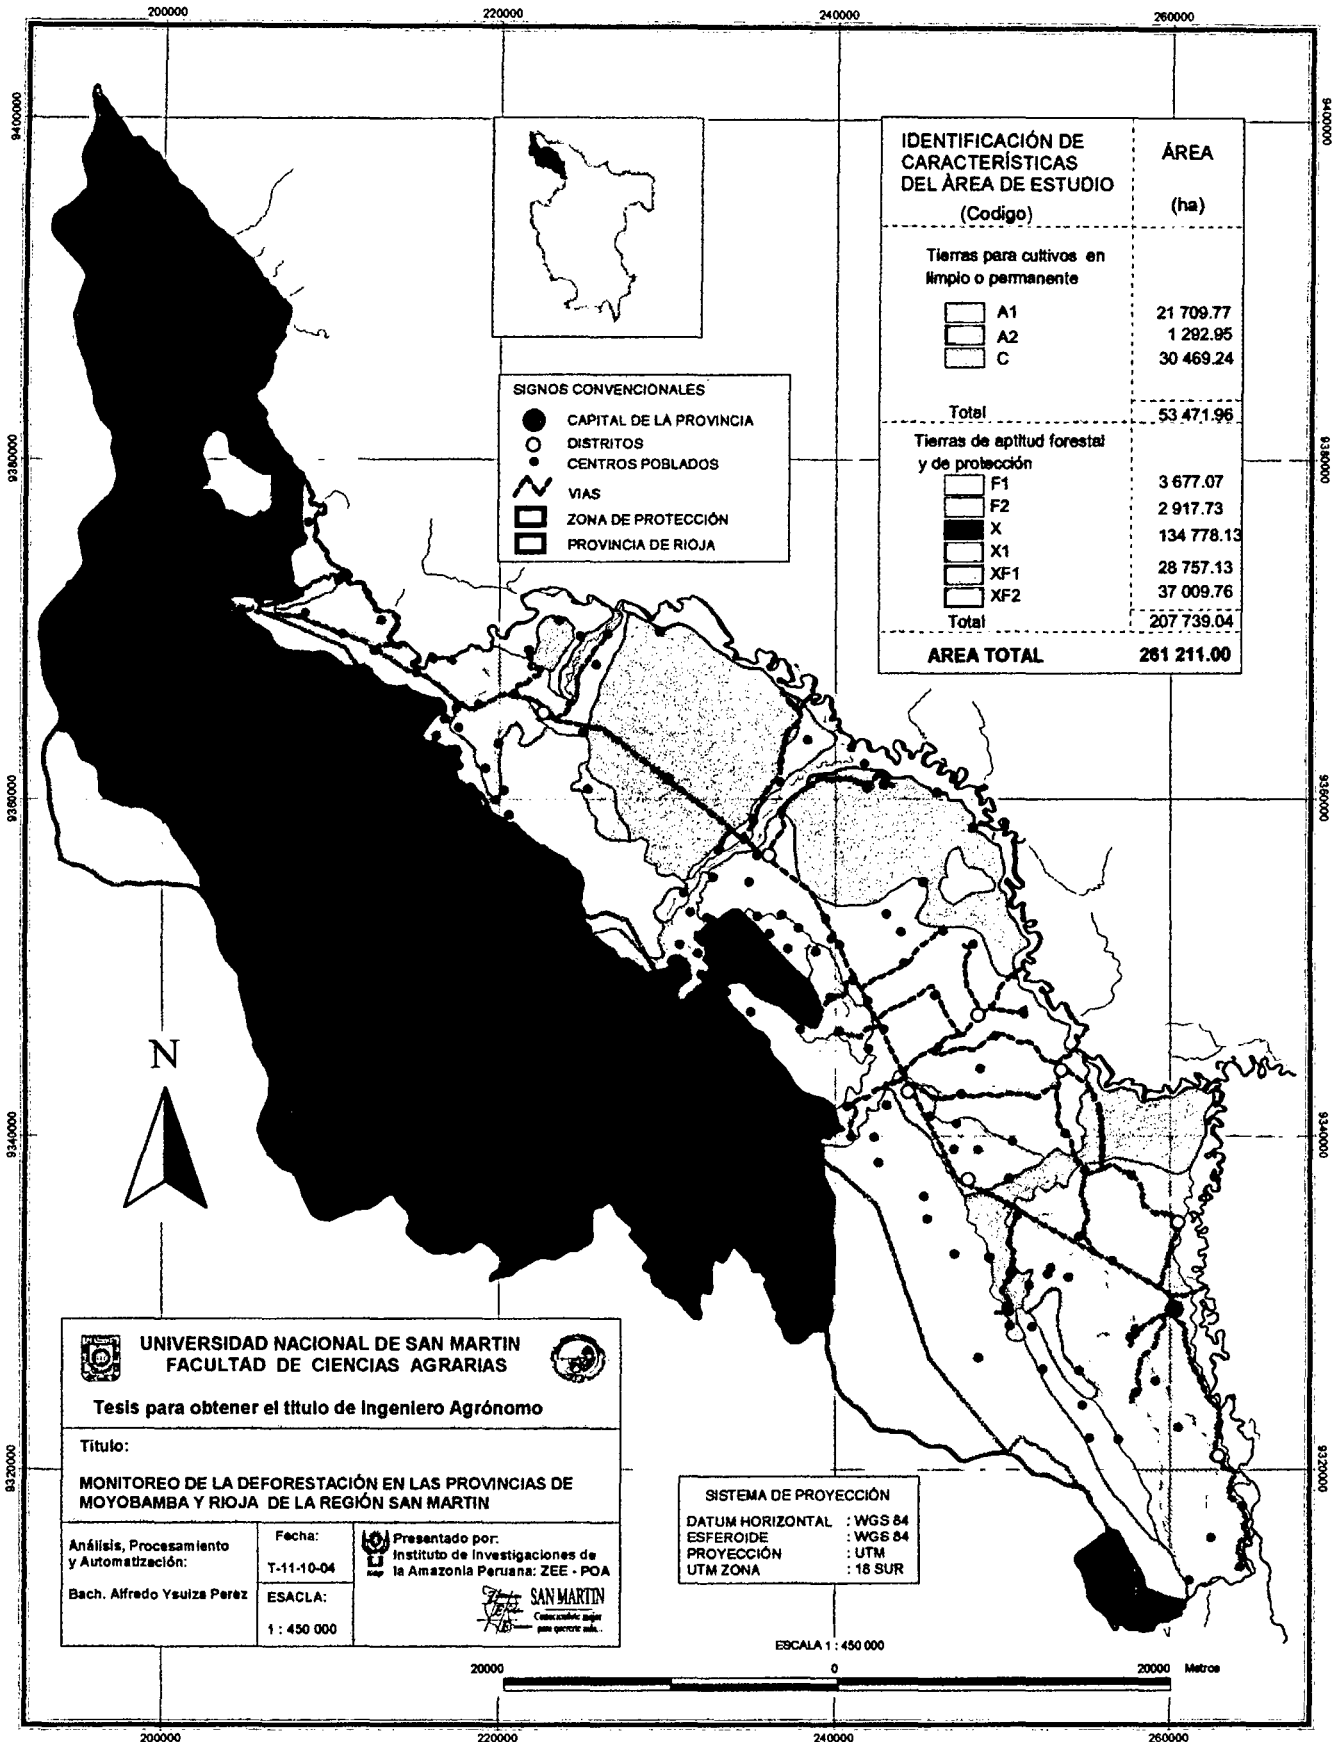 200000
220000
240000
260000
9400000
9380000
9360000
9340000
9320000
9400000
9380000
9360000
9340000
9320000
IDENTIFICACIÓN DE
CARACTERÍSTICAS
DEL ÀREA DE ESTUDIO
(Codigo)
ÁREA
(ha)
Tierras para cultivos en
limpio o permanente
A1 21 709.77
A2 1 292.95
C 30 469.24
Total 53 471.96
Tierras de aptitud forestal
y de protección
F1 3 677.07
F2 2 917.73
X 134 778.13
X1
XF1 28 757.13
XF2 37 009.76
Total 207 739.04
AREA TOTAL 261 211.00
SIGNOS CONVENCIONALES
CAPITAL DE LA PROVINCIA
DISTRITOS
CENTROS POBLADOS
VIAS
ZONA DE PROTECCIÓN
PROVINCIA DE RIOJA
N
UNIVERSIDAD NACIONAL DE SAN MARTIN
FACULTAD DE CIENCIAS AGRARIAS
Tesis para obtener el titulo de Ingeniero Agrónomo
Titulo:
MONITOREO DE LA DEFORESTACIÓN EN LAS PROVINCIAS DE
MOYOBAMBA Y RIOJA DE LA REGIÓN SAN MARTIN
Análisis, Procesamiento
y Automatización:
Bach. Alfredo Ysuiza Perez
Fecha:
T-11-10-04
ESACLA:
1 : 450 000
Presentado por:
Instituto de Investigaciones de
la Amazonia Peruana: ZEE - POA
SAN MARTIN
SISTEMA DE PROYECCIÓN
DATUM HORIZONTAL : WGS 84
ESFEROIDE : WGS 84
PROYECCIÓN : UTM
UTM ZONA : 18 SUR
ESCALA 1 : 450 000
20000 0 20000 Metros
200000
220000
240000
260000